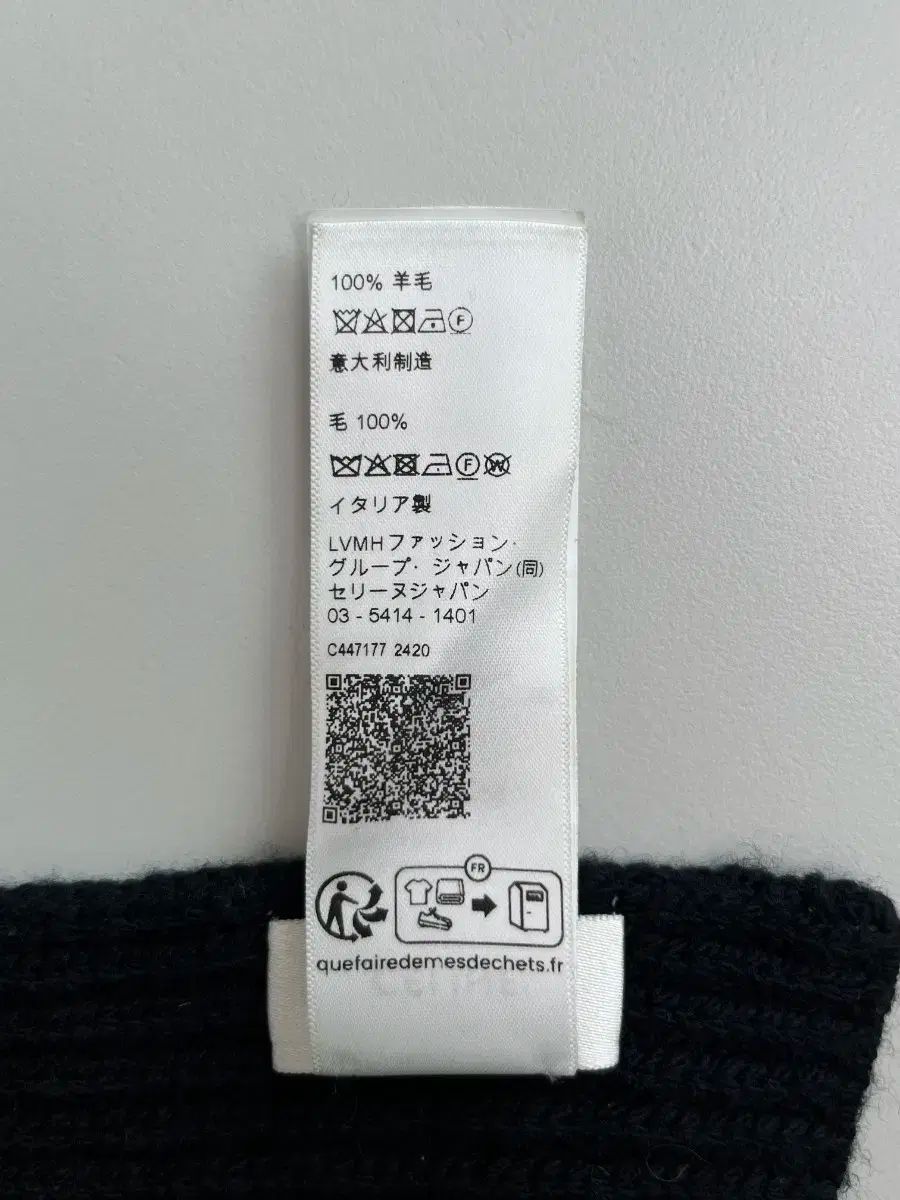 100% 羊毛
F
意大利制造
毛 100%
F W
イタリア製
LVMHファッション・
グループ・ジャパン(同)
セリーヌジャパン
03 - 5414 - 1401
C447177 2420
FR
quefairedemesdechets.fr